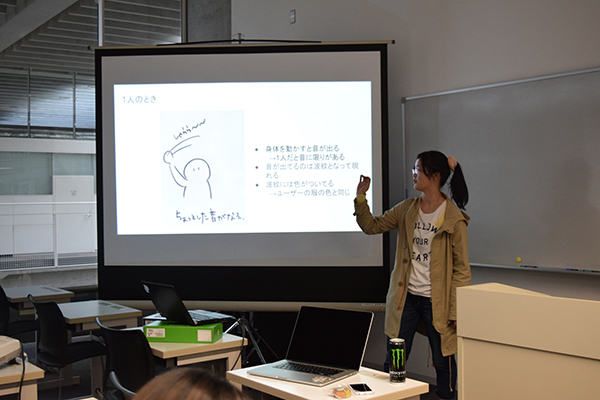 1人のとき
● 身体を動かすと音が出る
→1人だと音に限りがある
● 音が出てるのは波紋となって現
れる
● 波紋には色がついてる
→ユーザーの服の色と同じ
ちょっとした音がなる
FOLLOW
YOUR
HEART
MONSTER